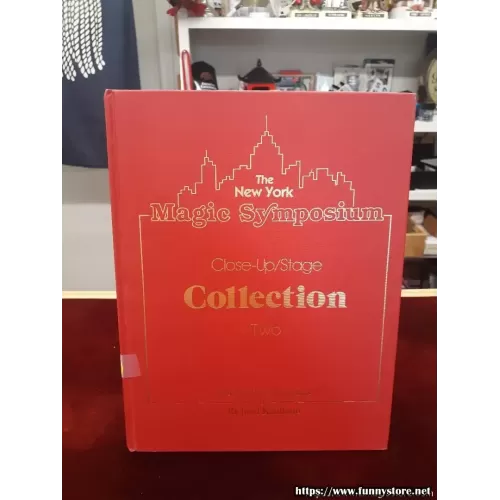 The
New York
Magic Symposium
Close-Up/Stage
Collection
Two
https://www.funnystore.net